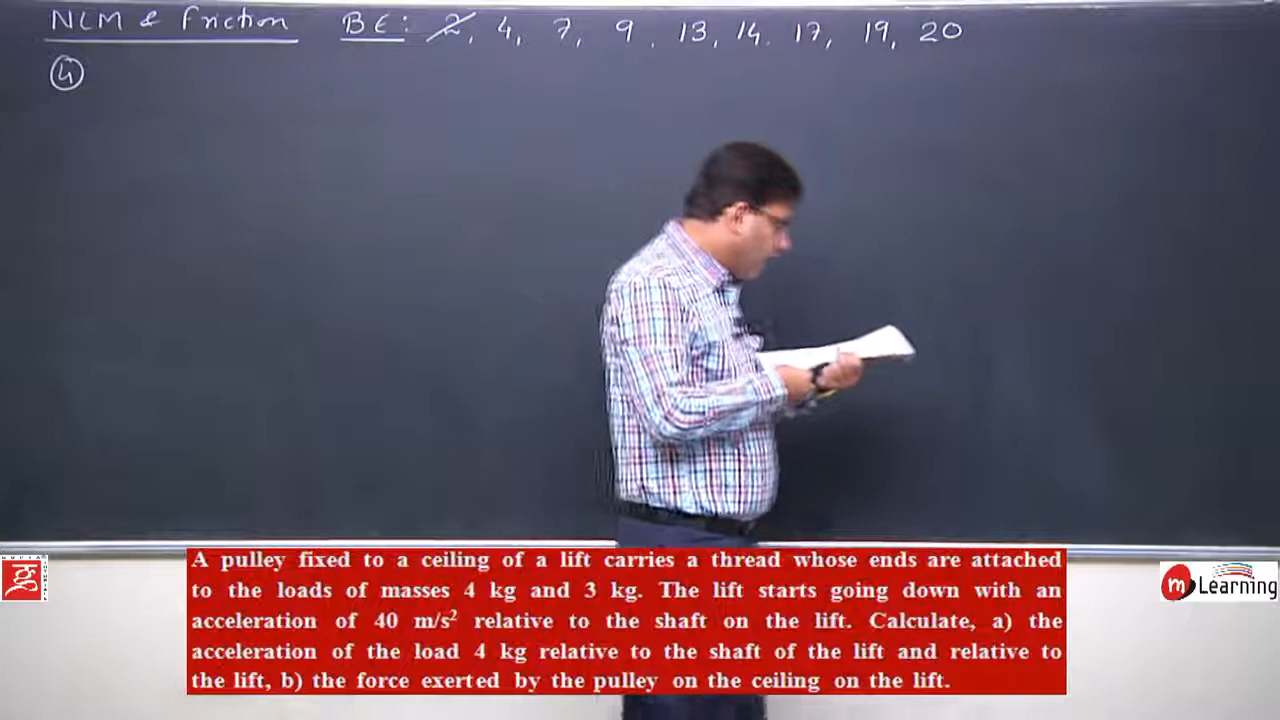 NLM & Friction BE: 2, 4, 7, 9, 13, 14, 17, 19, 20
4
A pulley fixed to a ceiling of a lift carries a thread whose ends are attached
to the loads of masses 4 kg and 3 kg. The lift starts going down with an
acceleration of 40 m/s² relative to the shaft on the lift. Calculate, a) the
acceleration of the load 4 kg relative to the shaft of the lift and relative to
the lift, b) the force exerted by the pulley on the ceiling on the lift.
m Learning